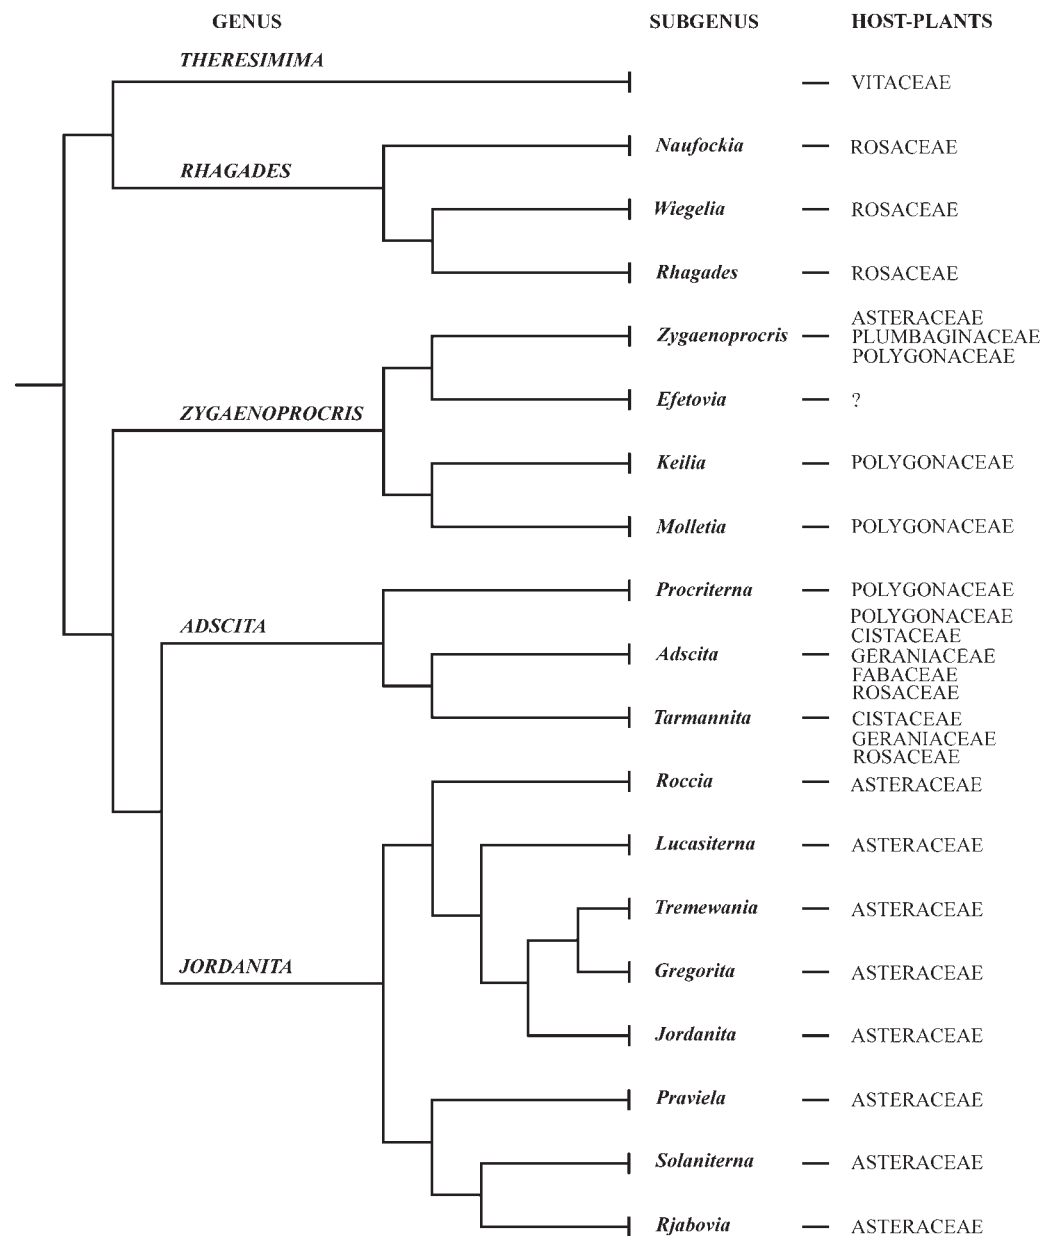 GENUS SUBGENUS HOST-PLANTS
THERESIMIMA
VITACEAE
Naufockia — ROSACEAE
RHAGADES
Wiegelia — ROSACEAE
Rhagades — ROSACEAE
ASTERACEAE
Zygaenoprocris — PLUMBAGINACEAE
POLYGONACEAE
Efetovia — ?
ZYGAENOPROCRIS
Keilia — POLYGONACEAE
Molletia — POLYGONACEAE
Procriterna — POLYGONACEAE
POLYGONACEAE
ADSCITA
CISTACEAE
Adscita — GERANIACEAE
FABACEAE
ROSACEAE
Tarmannita — CISTACEAE
GERANIACEAE
ROSACEAE
Roccia — ASTERACEAE
Lucasiterna — ASTERACEAE
Tremewania — ASTERACEAE
JORDANITA
Gregorita — ASTERACEAE
Jordanita — ASTERACEAE
Praviela — ASTERACEAE
Solaniterna — ASTERACEAE
Rjabovia — ASTERACEAE